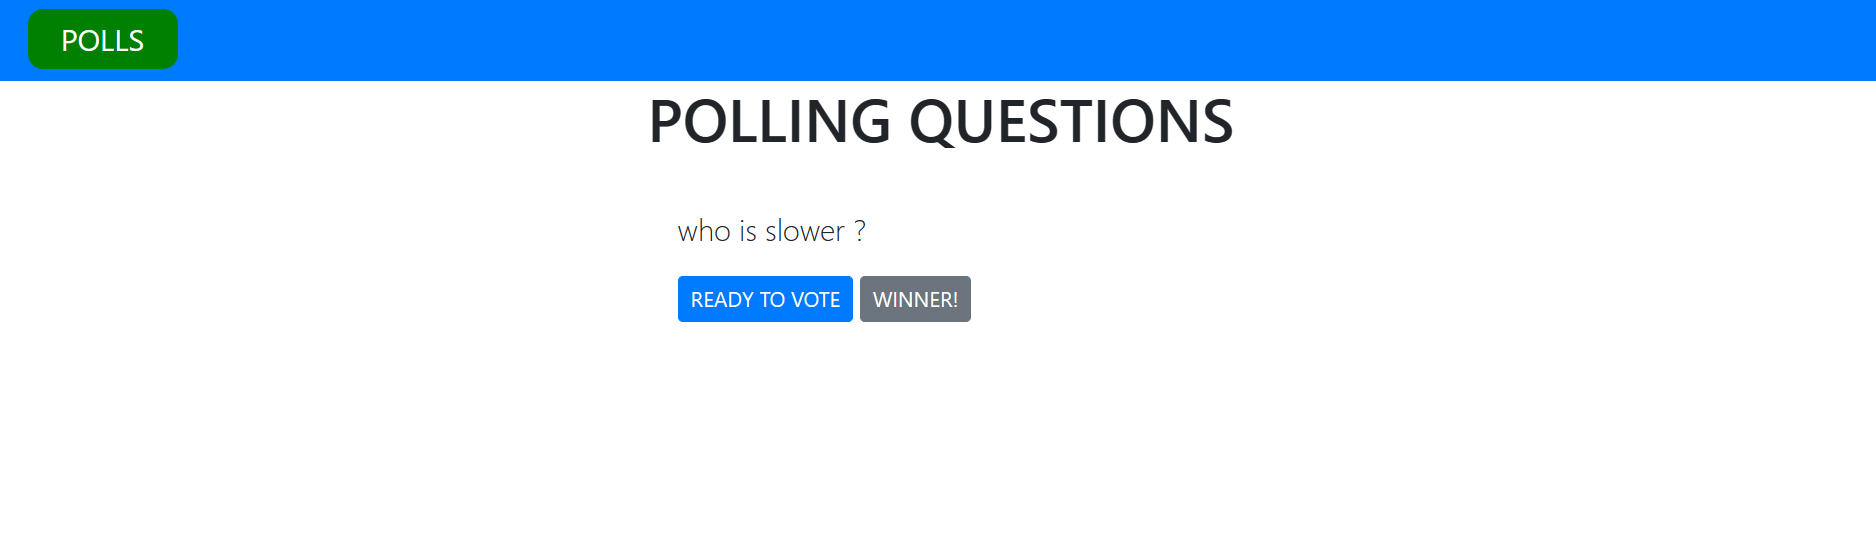 POLLS
POLLING QUESTIONS
who is slower ?
READY TO VOTE WINNER!